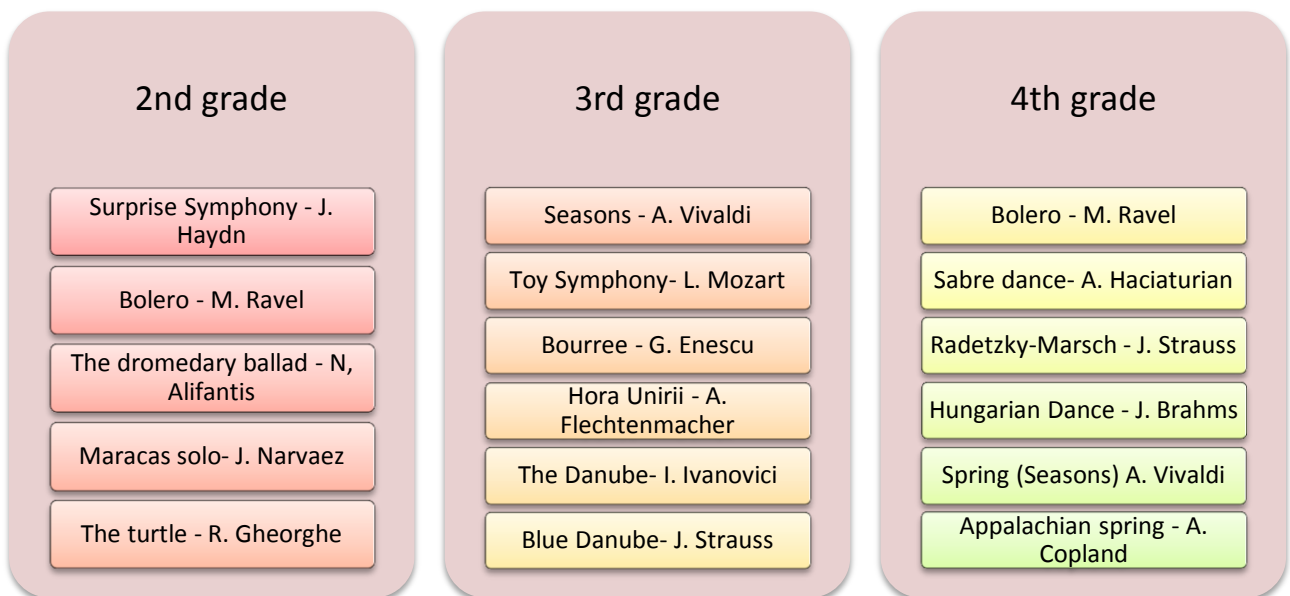 2nd grade
Surprise Symphony - J.
Haydn
Bolero - M. Ravel
The dromedary ballad - N,
Alifantis
Maracas solo- J. Narvaez
The turtle - R. Gheorghe
3rd grade
Seasons - A. Vivaldi
Toy Symphony- L. Mozart
Bourree - G. Enescu
Hora Unirii - A.
Flechtenmacher
The Danube- I. Ivanovici
Blue Danube- J. Strauss
4th grade
Bolero - M. Ravel
Sabre dance- A. Haciaturian
Radetzky-Marsch - J. Strauss
Hungarian Dance - J. Brahms
Spring (Seasons) A. Vivaldi
Appalachian spring - A.
Copland